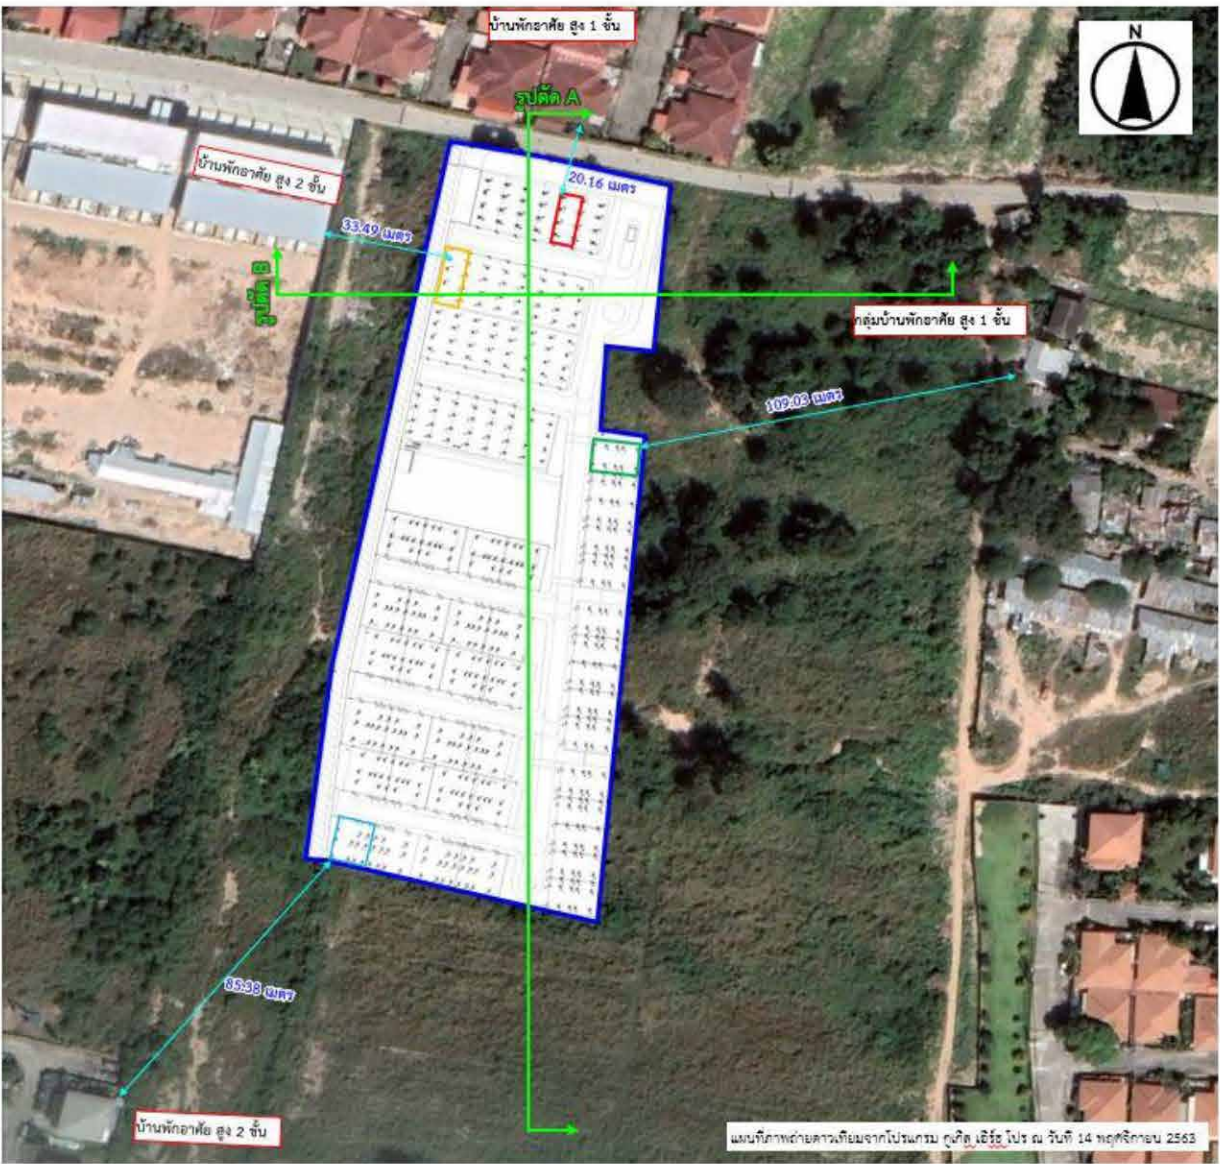 บ้านพักอาศัย สูง 1 ชั้น
N
รูปตัด A
บ้านพักอาศัย สูง 2 ชั้น
20.16 เมตร
33.49 เมตร
รูปตัด B
กลุ่มบ้านพักอาศัย สูง 1 ชั้น
109.03 เมตร
85.38 เมตร
บ้านพักอาศัย สูง 2 ชั้น
แผนที่ภาพถ่ายดาวเทียมจากโปรแกรม กูเกิล เอิร์ธ โปร ณ วันที่ 14 พฤศจิกายน 2563